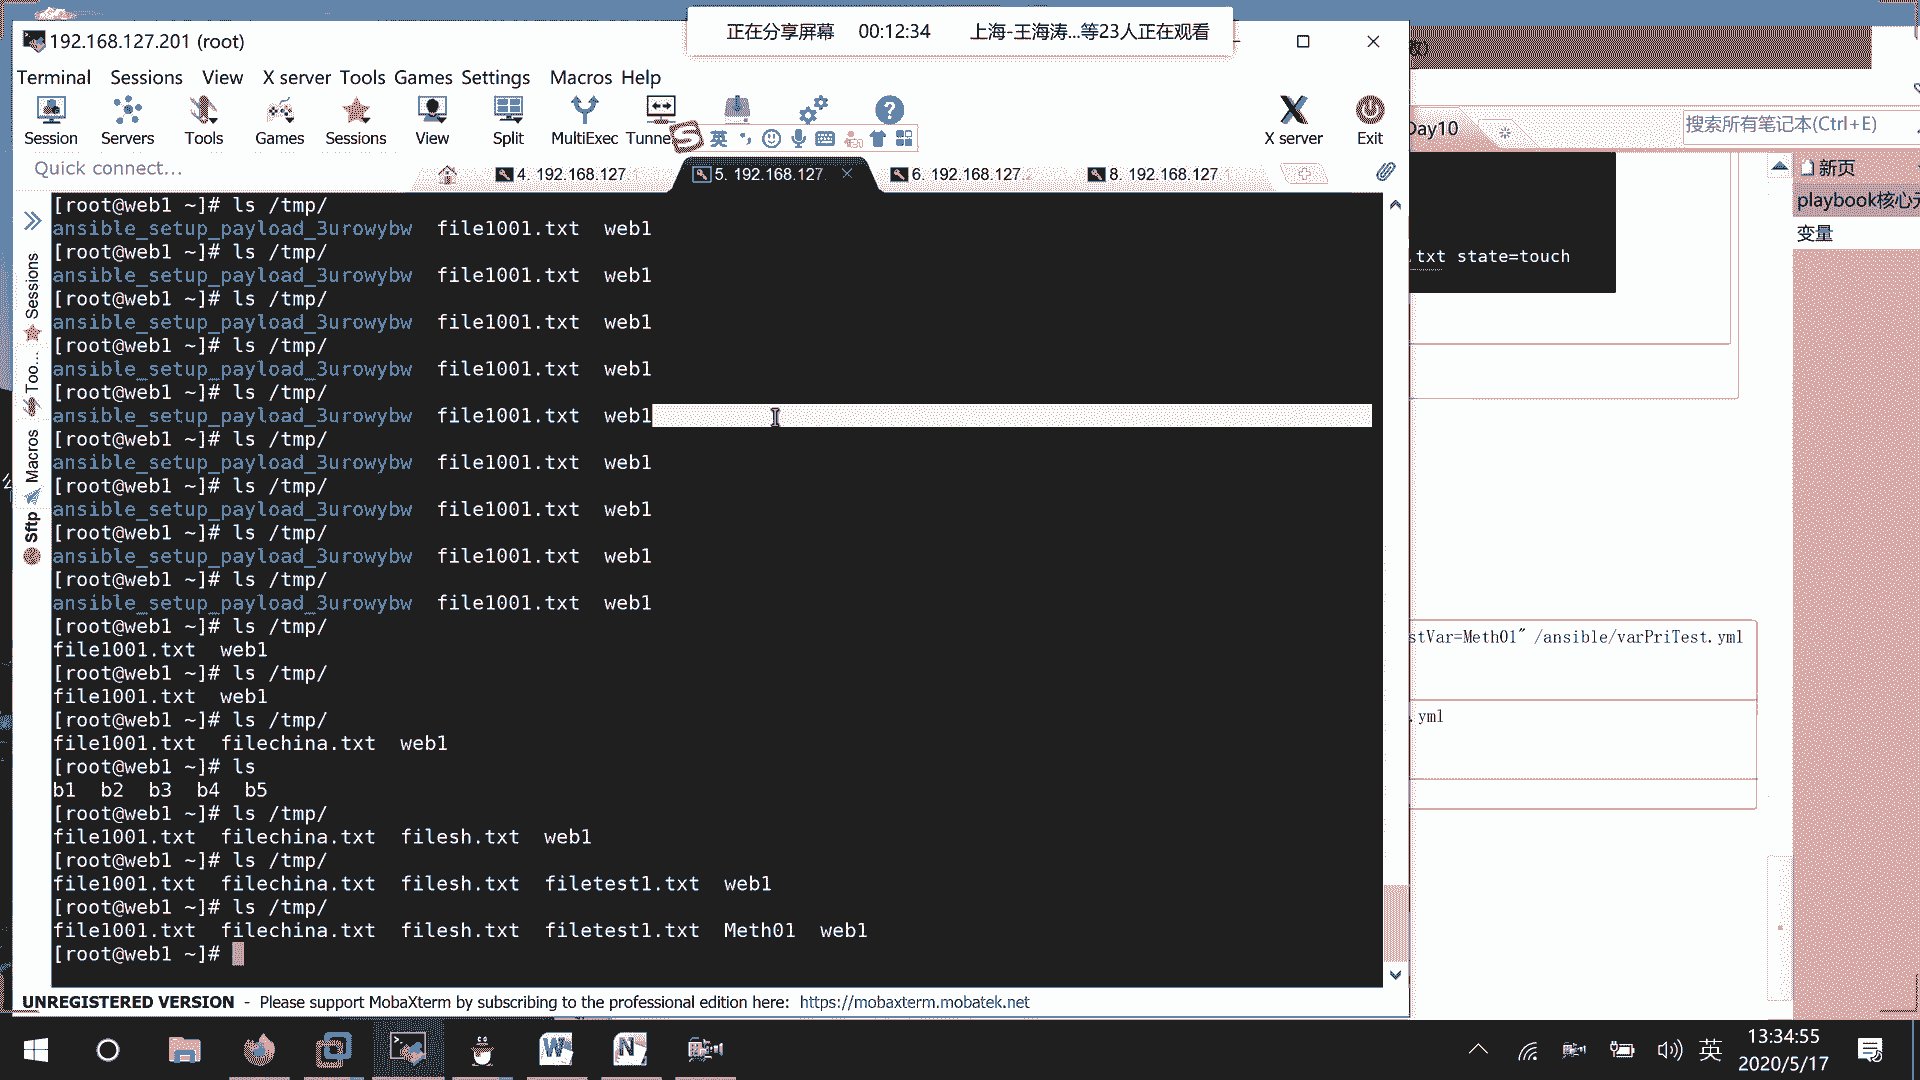 正在分享屏幕 00:12:34 上海-王海涛...等23人正在观看
192.168.127.201 (root)
Terminal Sessions View X server Tools Games Settings Macros Help
Session Servers Tools Games Sessions View Split MultiExec Tunne X server Exit
英
Day10
搜索所有笔记本(Ctrl+E)
Quick connect...
4. 192.168.127.
5. 192.168.127.
6. 192.168.127.2
8. 192.168.127.1
新页
playbook核心元
变量
Sessions
Too...
Macros
Sftp
[root@web1 ~]# ls /tmp/
ansible_setup_payload_3urowybw file1001.txt web1
[root@web1 ~]# ls /tmp/
ansible_setup_payload_3urowybw file1001.txt web1
[root@web1 ~]# ls /tmp/
ansible_setup_payload_3urowybw file1001.txt web1
[root@web1 ~]# ls /tmp/
ansible_setup_payload_3urowybw file1001.txt web1
[root@web1 ~]# ls /tmp/
ansible_setup_payload_3urowybw file1001.txt web1
[root@web1 ~]# ls /tmp/
ansible_setup_payload_3urowybw file1001.txt web1
[root@web1 ~]# ls /tmp/
ansible_setup_payload_3urowybw file1001.txt web1
[root@web1 ~]# ls /tmp/
ansible_setup_payload_3urowybw file1001.txt web1
[root@web1 ~]# ls /tmp/
ansible_setup_payload_3urowybw file1001.txt web1
[root@web1 ~]# ls /tmp/
file1001.txt web1
[root@web1 ~]# ls /tmp/
file1001.txt web1
[root@web1 ~]# ls /tmp/
file1001.txt filechina.txt web1
[root@web1 ~]# ls
b1 b2 b3 b4 b5
[root@web1 ~]# ls /tmp/
file1001.txt filechina.txt filesh.txt web1
[root@web1 ~]# ls /tmp/
file1001.txt filechina.txt filesh.txt filetest1.txt web1
[root@web1 ~]# ls /tmp/
file1001.txt filechina.txt filesh.txt filetest1.txt Meth01 web1
[root@web1 ~]#
.txt state=touch
stVar=Meth01" /ansible/varPriTest.yml
.yml
UNREGISTERED VERSION - Please support MobaXterm by subscribing to the professional edition here: https://mobaxterm.mobatek.net
英
13:34:55
2020/5/17